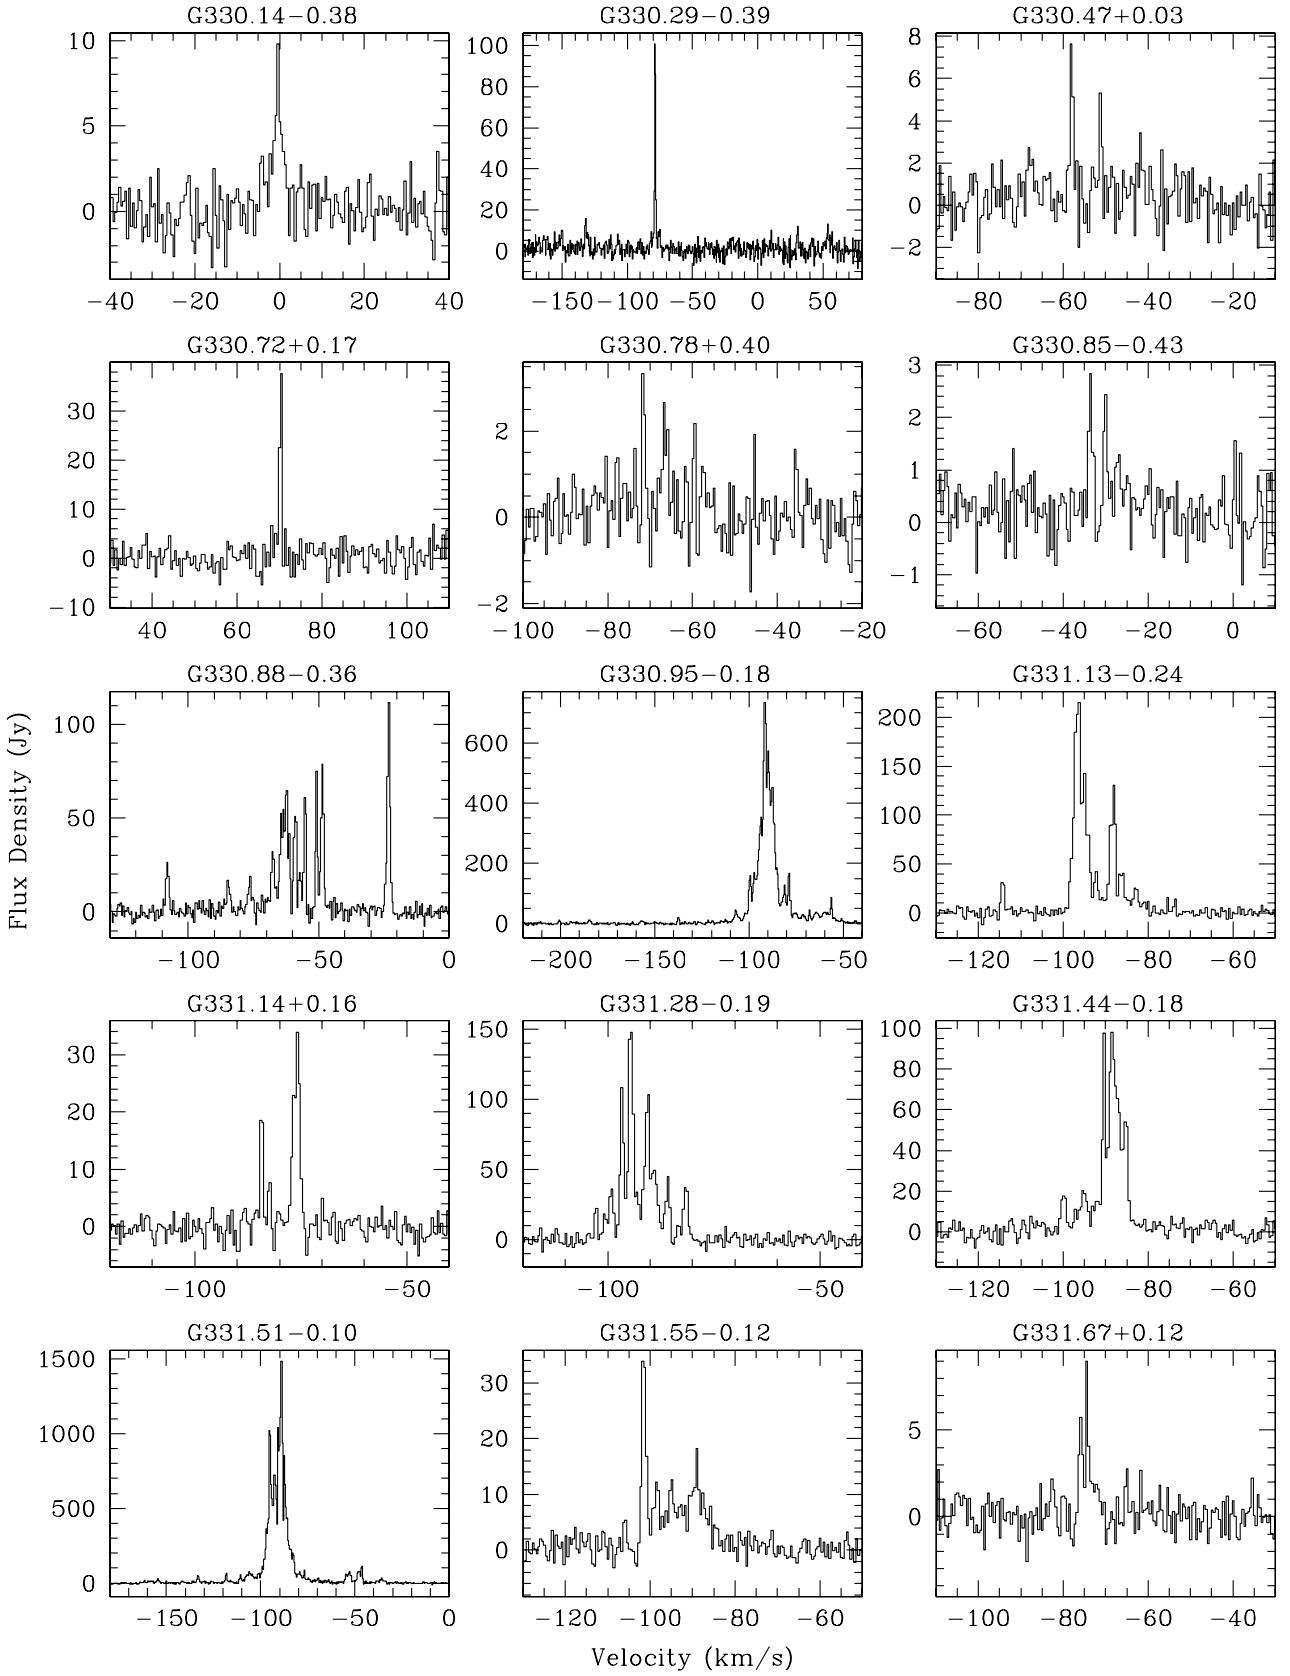 G330.14−0.38
G330.29−0.39
G330.47+0.03
10
5
0
−40 −20 0 20 40
100
80
60
40
20
0
−150 −100 −50 0 50
8
6
4
2
0
−2
−80 −60 −40 −20
G330.72+0.17
G330.78+0.40
G330.85−0.43
30
20
10
0
−10
40 60 80 100
2
0
−2
−100 −80 −60 −40 −20
3
2
1
0
−1
−60 −40 −20 0
G330.88−0.36
G330.95−0.18
G331.13−0.24
100
50
0
−100 −50 0
600
400
200
0
−200 −150 −100 −50
200
150
100
50
0
−120 −100 −80 −60
Flux Density (Jy)
G331.14+0.16
G331.28−0.19
G331.44−0.18
30
20
10
0
−100 −50
150
100
50
0
−100 −50
100
80
60
40
20
0
−120 −100 −80 −60
G331.51−0.10
G331.55−0.12
G331.67+0.12
1500
1000
500
0
−150 −100 −50 0
30
20
10
0
−120 −100 −80 −60
5
0
−100 −80 −60 −40
Velocity (km/s)